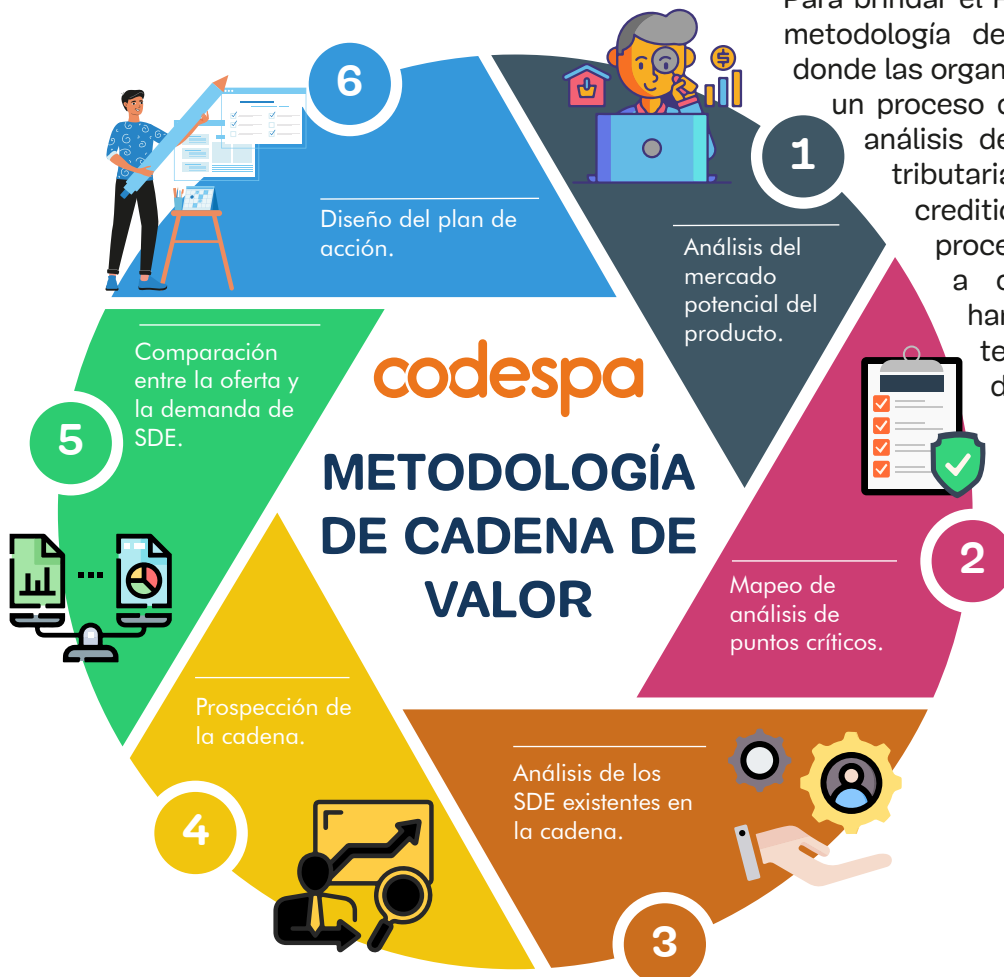 Para brindar el
metodología de
donde las organ
un proceso
análisis de
tributaria
creditic
proce
a
har
te
d
6
Diseño del plan de
acción.
1
Análisis del
mercado
potencial del
producto.
5
Comparación
entre la oferta y
la demanda de
SDE.
codespa
METODOLOGÍA
DE CADENA DE
VALOR
2
Mapeo de
análisis de
puntos críticos.
4
Prospección de
la cadena.
Análisis de los
SDE existentes en
la cadena.
3